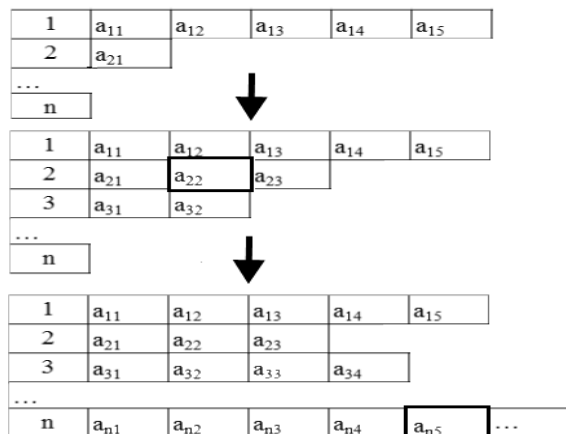 1 a₁₁ a₁₂ a₁₃ a₁₄ a₁₅
2 a₂₁
...
n
1 a₁₁ a₁₂ a₁₃ a₁₄ a₁₅
2 a₂₁ a₂₂ a₂₃
3 a₃₁ a₃₂
...
n
1 a₁₁ a₁₂ a₁₃ a₁₄ a₁₅
2 a₂₁ a₂₂ a₂₃
3 a₃₁ a₃₂ a₃₃ a₃₄
...
n aₙ₁ aₙ₂ aₙ₃ aₙ₄ aₙ₅ ...